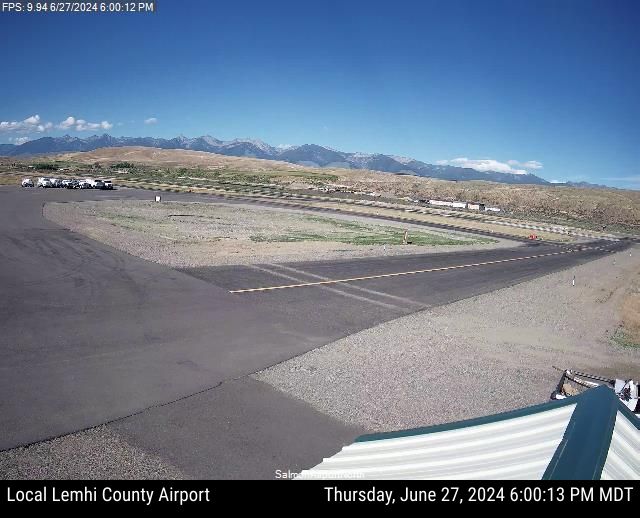 FPS: 9.94 6/27/2024 6:00:12 PM
Local Lemhi County Airport
Thursday, June 27, 2024 6:00:13 PM MDT